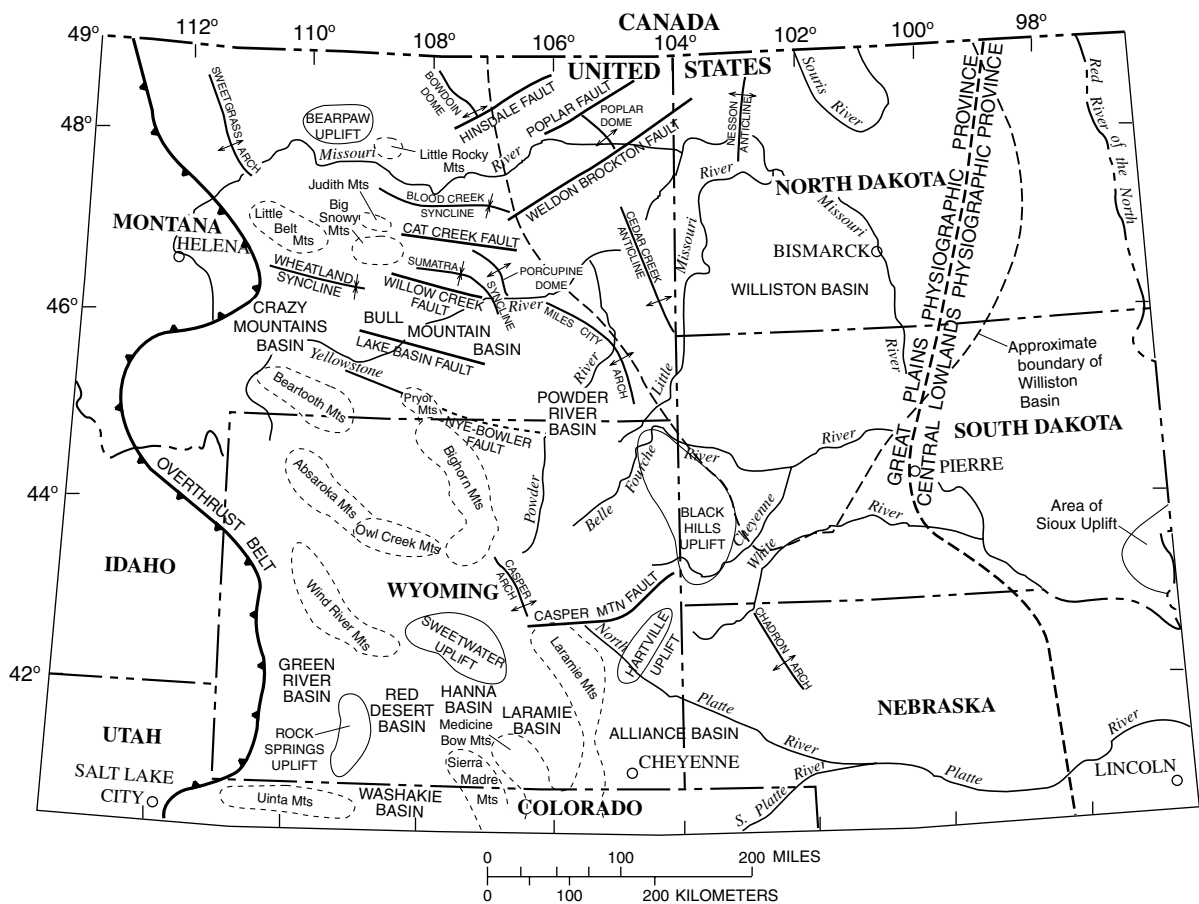 CANADA
UNITED STATES
49°
112°
110°
108°
106°
104°
102°
100°
98°
48°
46°
44°
42°
SWEETGRASS ARCH
BEARPAW
UPLIFT
BOWDOIN
DOME
HINSDALE FAULT
POPLAR FAULT
POPLAR
DOME
WELDON BROCKTON FAULT
NESSON
ANTICLINE
Souris
River
GREAT PLAINS PHYSIOGRAPHIC PROVINCE
CENTRAL LOWLANDS PHYSIOGRAPHIC PROVINCE
Red River of the North
Missouri
River
Little Rocky
Mts
River
NORTH DAKOTA
Missouri
River
MONTANA
HELENA
Judith Mts
Big
Snowy
Mts
Little
Belt
Mts
BLOOD CREEK
SYNCLINE
CAT CREEK FAULT
CEDAR CREEK
ANTICLINE
Little
Missouri
BISMARCK
WILLISTON BASIN
WHEATLAND
SYNCLINE
SUMATRA
SYNCLINE
PORCUPINE
DOME
WILLOW CREEK
FAULT
River
MILES CITY
ARCH
CRAZY
MOUNTAINS
BASIN
BULL
MOUNTAIN
BASIN
LAKE BASIN FAULT
Yellowstone
River
Approximate
boundary of
Williston
Basin
Beartooth Mts
Pryor
Mts
NYE-BOWLER
FAULT
POWDER
RIVER
BASIN
SOUTH DAKOTA
PIERRE
River
River
OVERTHRUST BELT
Absaroka Mts
Bighorn Mts
Owl Creek Mts
Powder
Belle
Fourche
BLACK
HILLS
UPLIFT
Cheyenne
White
River
Area of
Sioux Uplift
IDAHO
WYOMING
Wind River Mts
CASPER
ARCH
CASPER MTN FAULT
SWEETWATER
UPLIFT
North
Laramie Mts
HARTVILLE
UPLIFT
CHADRON ARCH
GREEN
RIVER
BASIN
RED
DESERT
BASIN
HANNA
BASIN
Medicine
Bow Mts
LARAMIE
BASIN
Platte
River
NEBRASKA
ALLIANCE BASIN
CHEYENNE
UTAH
SALT LAKE
CITY
ROCK
SPRINGS
UPLIFT
Sierra
Madre
Mts
River
S. Platte
Platte
River
LINCOLN
Uinta Mts
WASHAKIE
BASIN
COLORADO
0 100 200 MILES
0 100 200 KILOMETERS